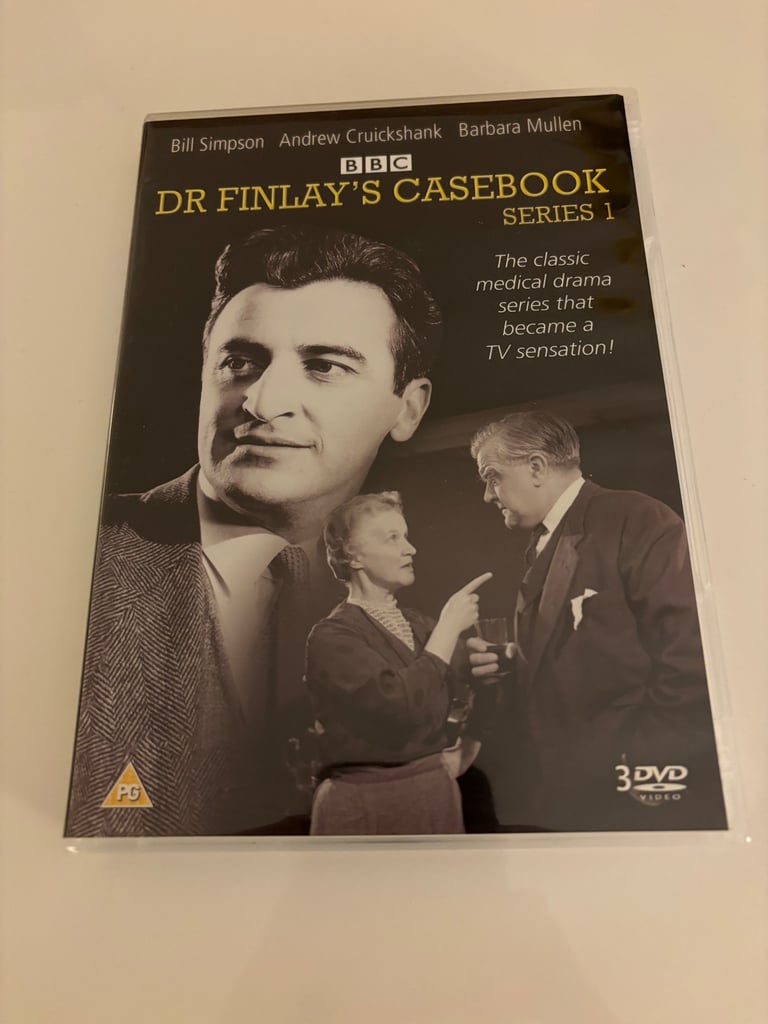 Bill Simpson Andrew Cruickshank Barbara Mullen
BBC
DR FINLAY'S CASEBOOK
SERIES 1
The classic
medical drama
series that
became a
TV sensation!
PG
3 DVD
VIDEO